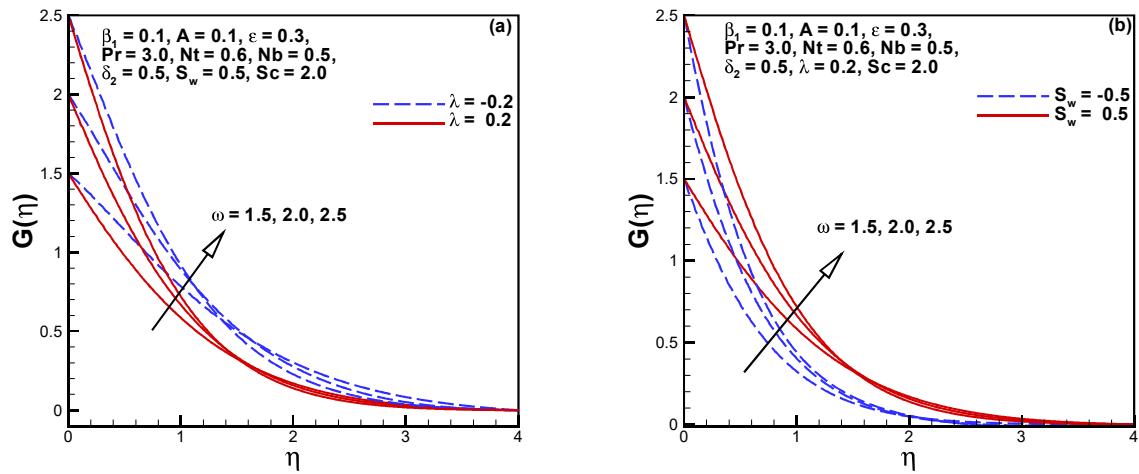 (a)
β₁ = 0.1, A = 0.1, ε = 0.3,
Pr = 3.0, Nt = 0.6, Nb = 0.5,
δ₂ = 0.5, S_w = 0.5, Sc = 2.0
λ = -0.2
λ = 0.2
ω = 1.5, 2.0, 2.5
G(η)
2.5
2
1.5
1
0.5
0
0 1 2 3 4
η
(b)
β₁ = 0.1, A = 0.1, ε = 0.3,
Pr = 3.0, Nt = 0.6, Nb = 0.5,
δ₂ = 0.5, λ = 0.2, Sc = 2.0
S_w = -0.5
S_w = 0.5
ω = 1.5, 2.0, 2.5
G(η)
2.5
2
1.5
1
0.5
0
0 1 2 3 4
η